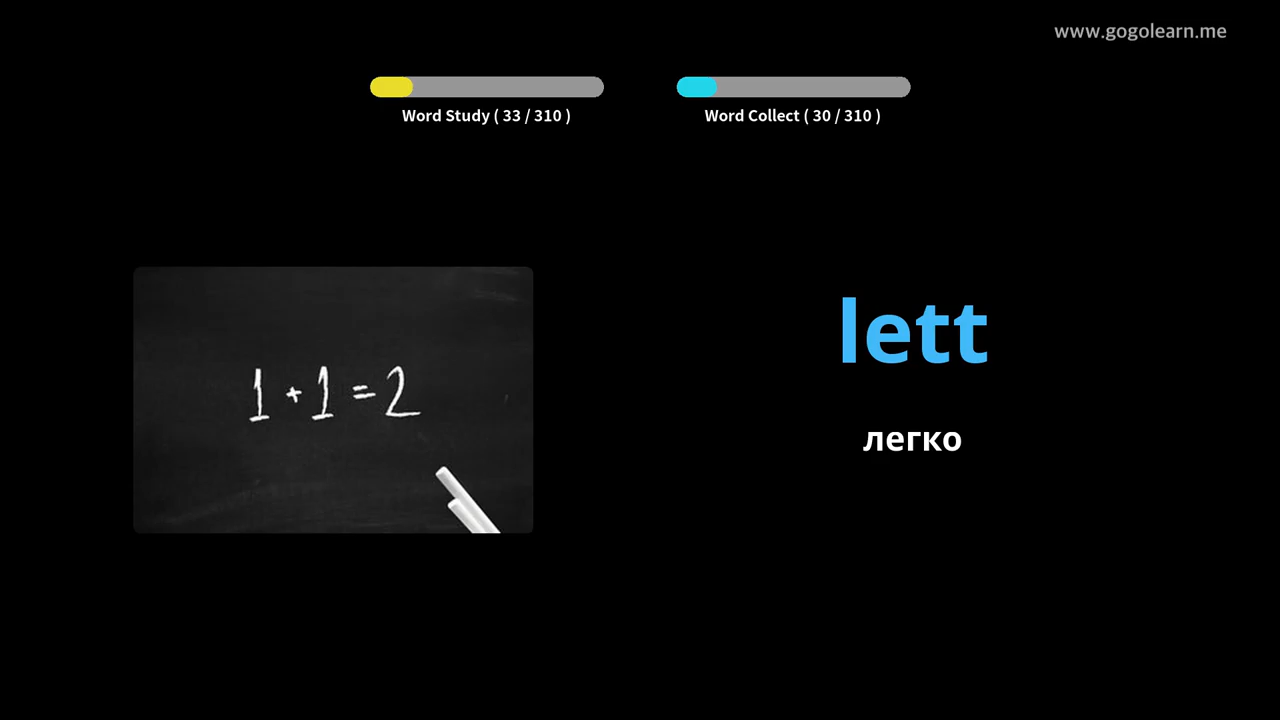 www.gogolearn.me
Word Study ( 33 / 310 )
Word Collect ( 30 / 310 )
1 + 1 = 2
lett
легко